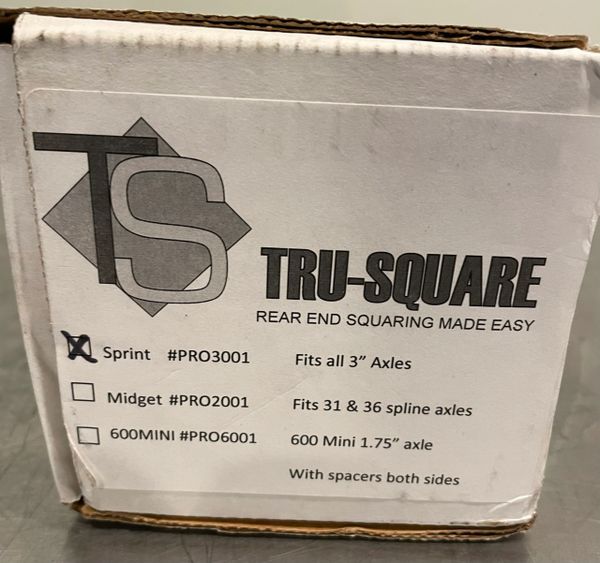 TS
TRU-SQUARE
REAR END SQUARING MADE EASY
X Sprint #PRO3001 Fits all 3” Axles
Midget #PRO2001 Fits 31 & 36 spline axles
600MINI #PRO6001 600 Mini 1.75” axle
With spacers both sides